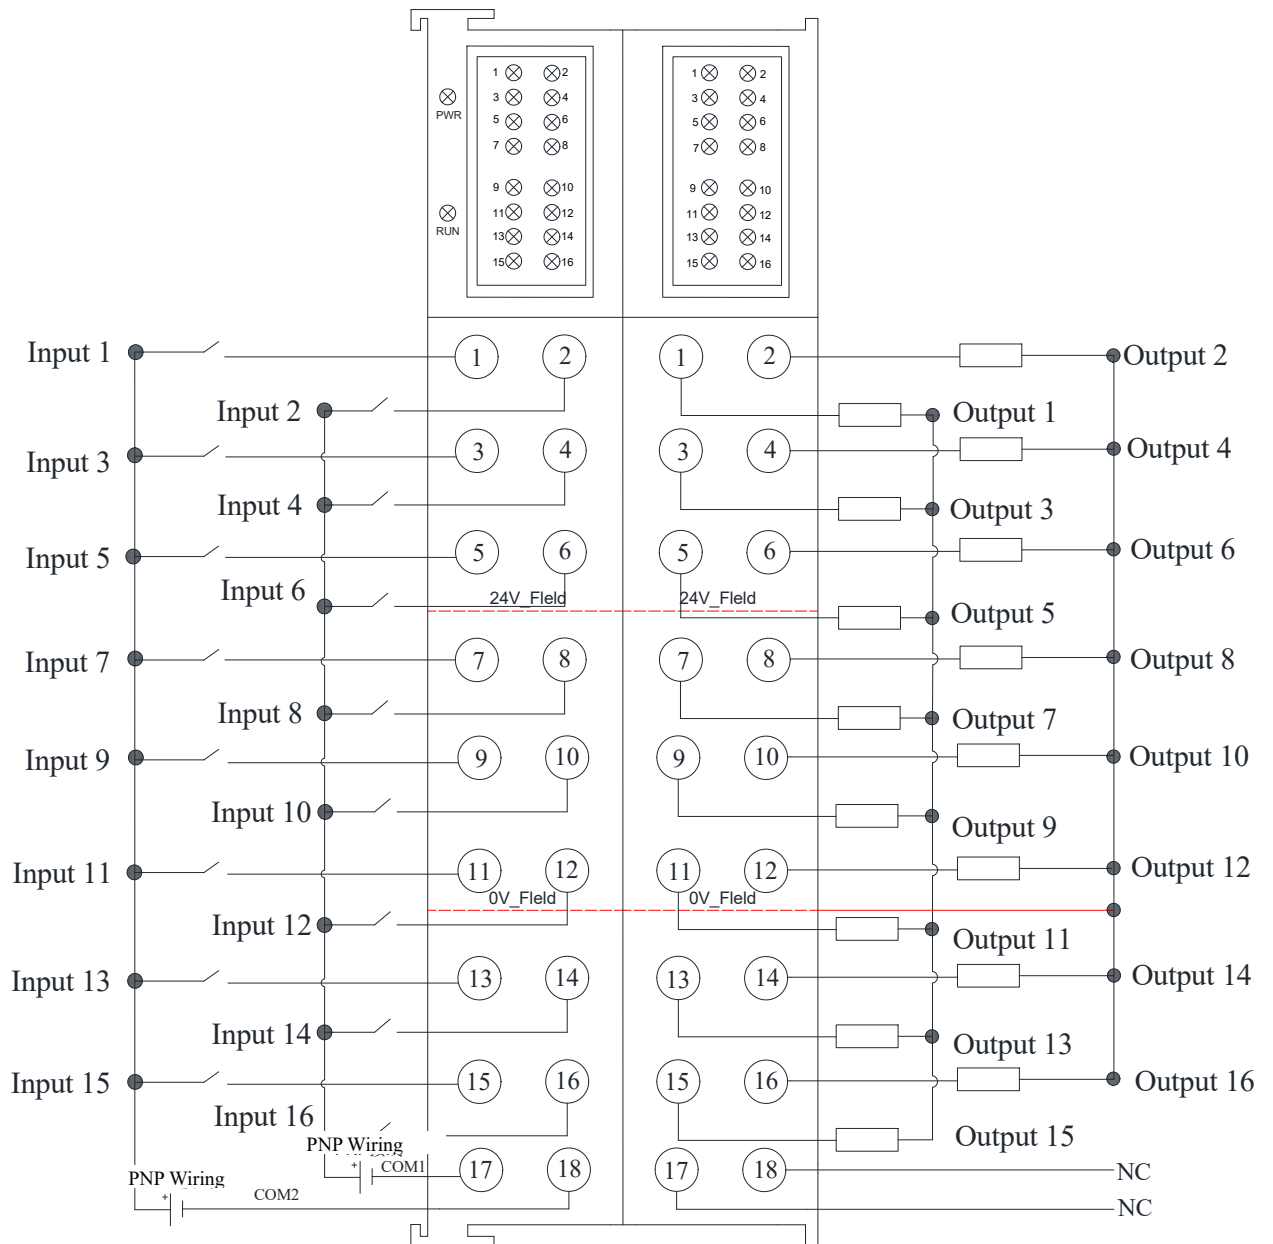 1 2 1 2
3 4 3 4
PWR
5 6 5 6
7 8 7 8
9 10 9 10
11 12 11 12
RUN
13 14 13 14
15 16 15 16
Input 1 1 2 1 2 Output 2
Input 2 Output 1
Input 3 3 4 3 4 Output 4
Input 4 Output 3
Input 5 5 6 5 6 Output 6
Input 6 24V_FIeld 24V_FIeld Output 5
Input 7 7 8 7 8 Output 8
Input 8 Output 7
Input 9 9 10 9 10 Output 10
Input 10 Output 9
Input 11 11 12 11 12 Output 12
0V_FIeld 0V_FIeld
Input 12 Output 11
Input 13 13 14 13 14 Output 14
Input 14 Output 13
Input 15 15 16 15 16 Output 16
Input 16 Output 15
PNP Wiring
+ COM1 17 18 17 18 NC
PNP Wiring
+ COM2 NC